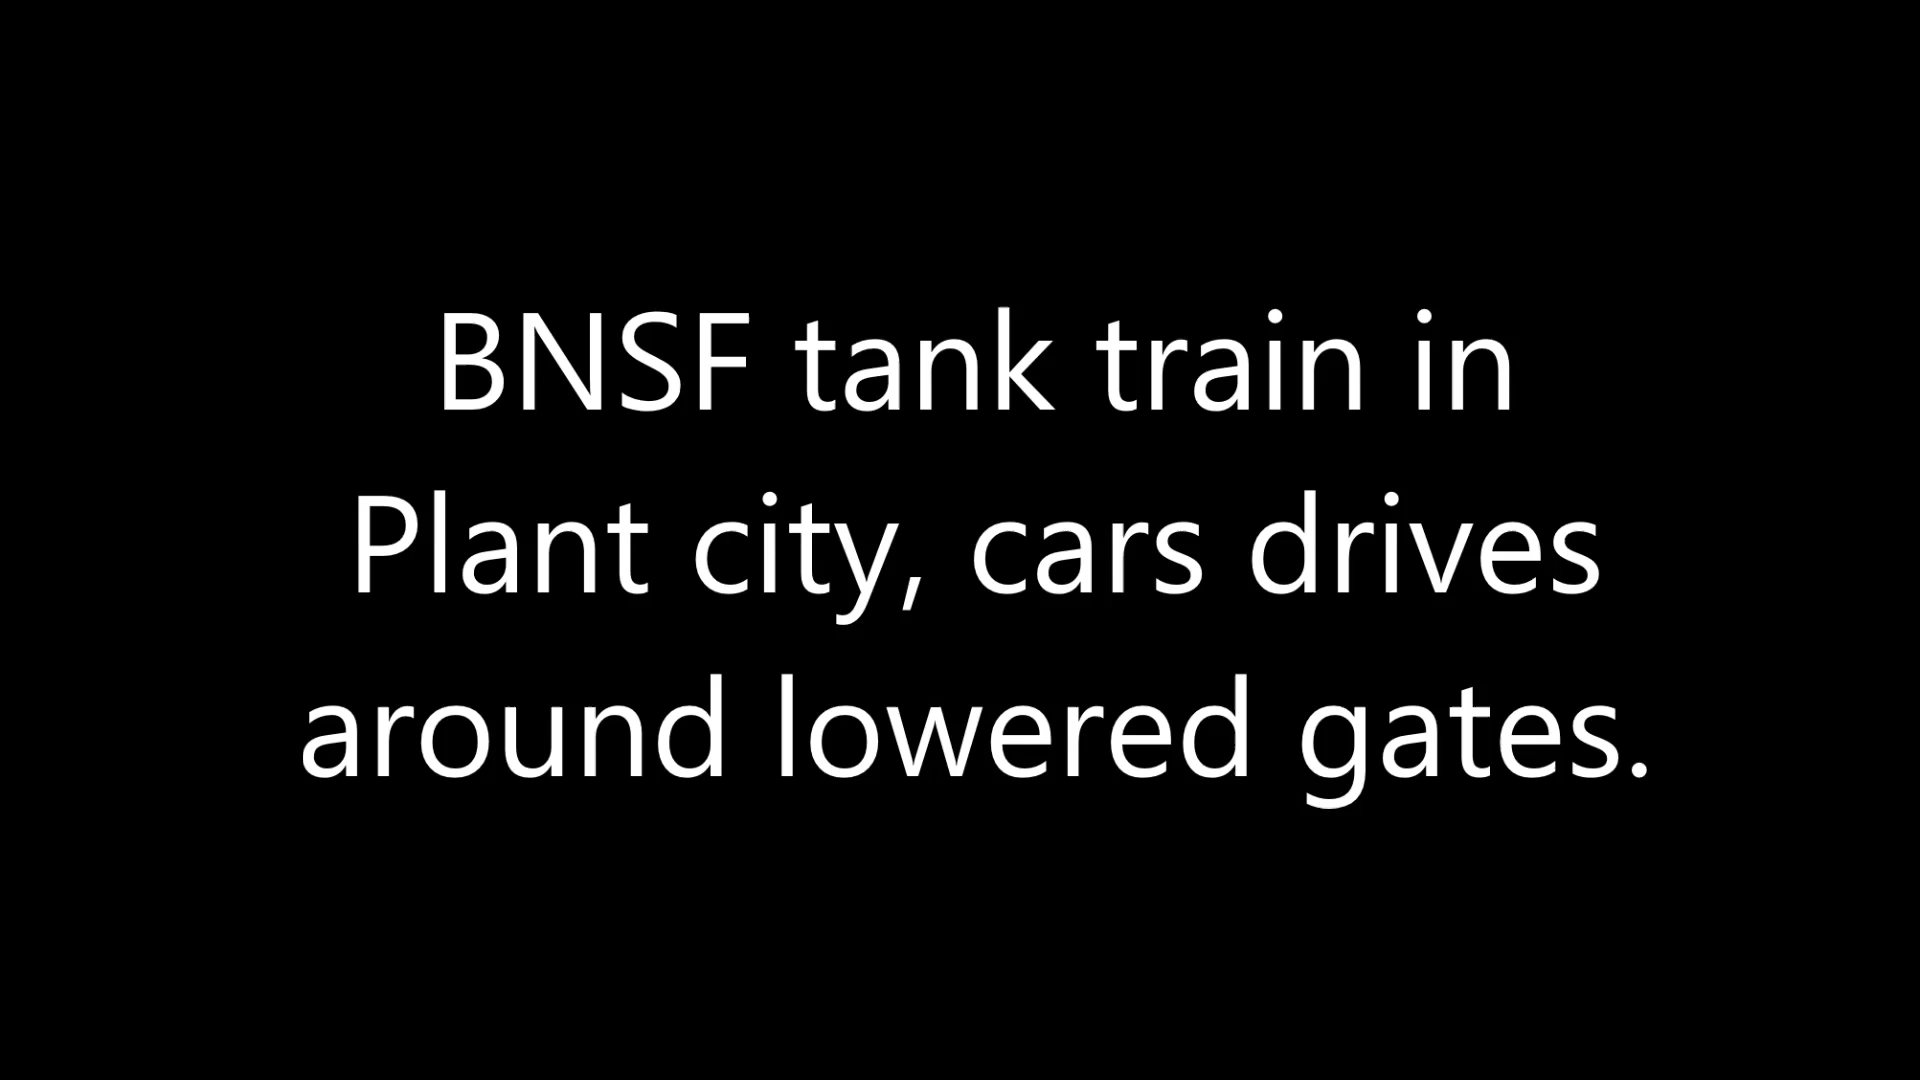 BNSF tank train in
Plant city, cars drives
around lowered gates.